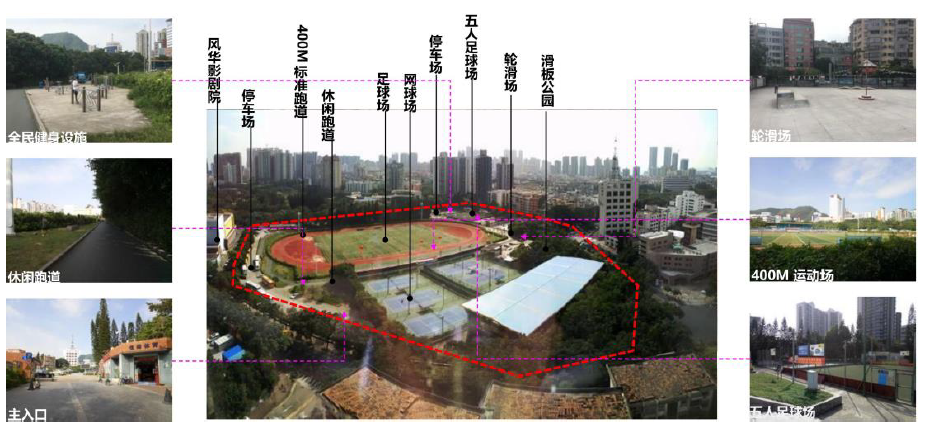 风华影剧院
停车场
400M 标准跑道
休闲跑道
足球场
网球场
停车场
五人足球场
轮滑场
滑板公园
全民健身设施
休闲跑道
主入口
轮滑场
400M 运动场
五人足球场